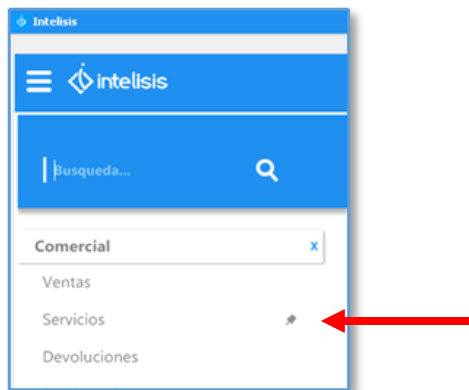 Intelisis
intelisis
Busqueda...
Comercial x
Ventas
Servicios
Devoluciones